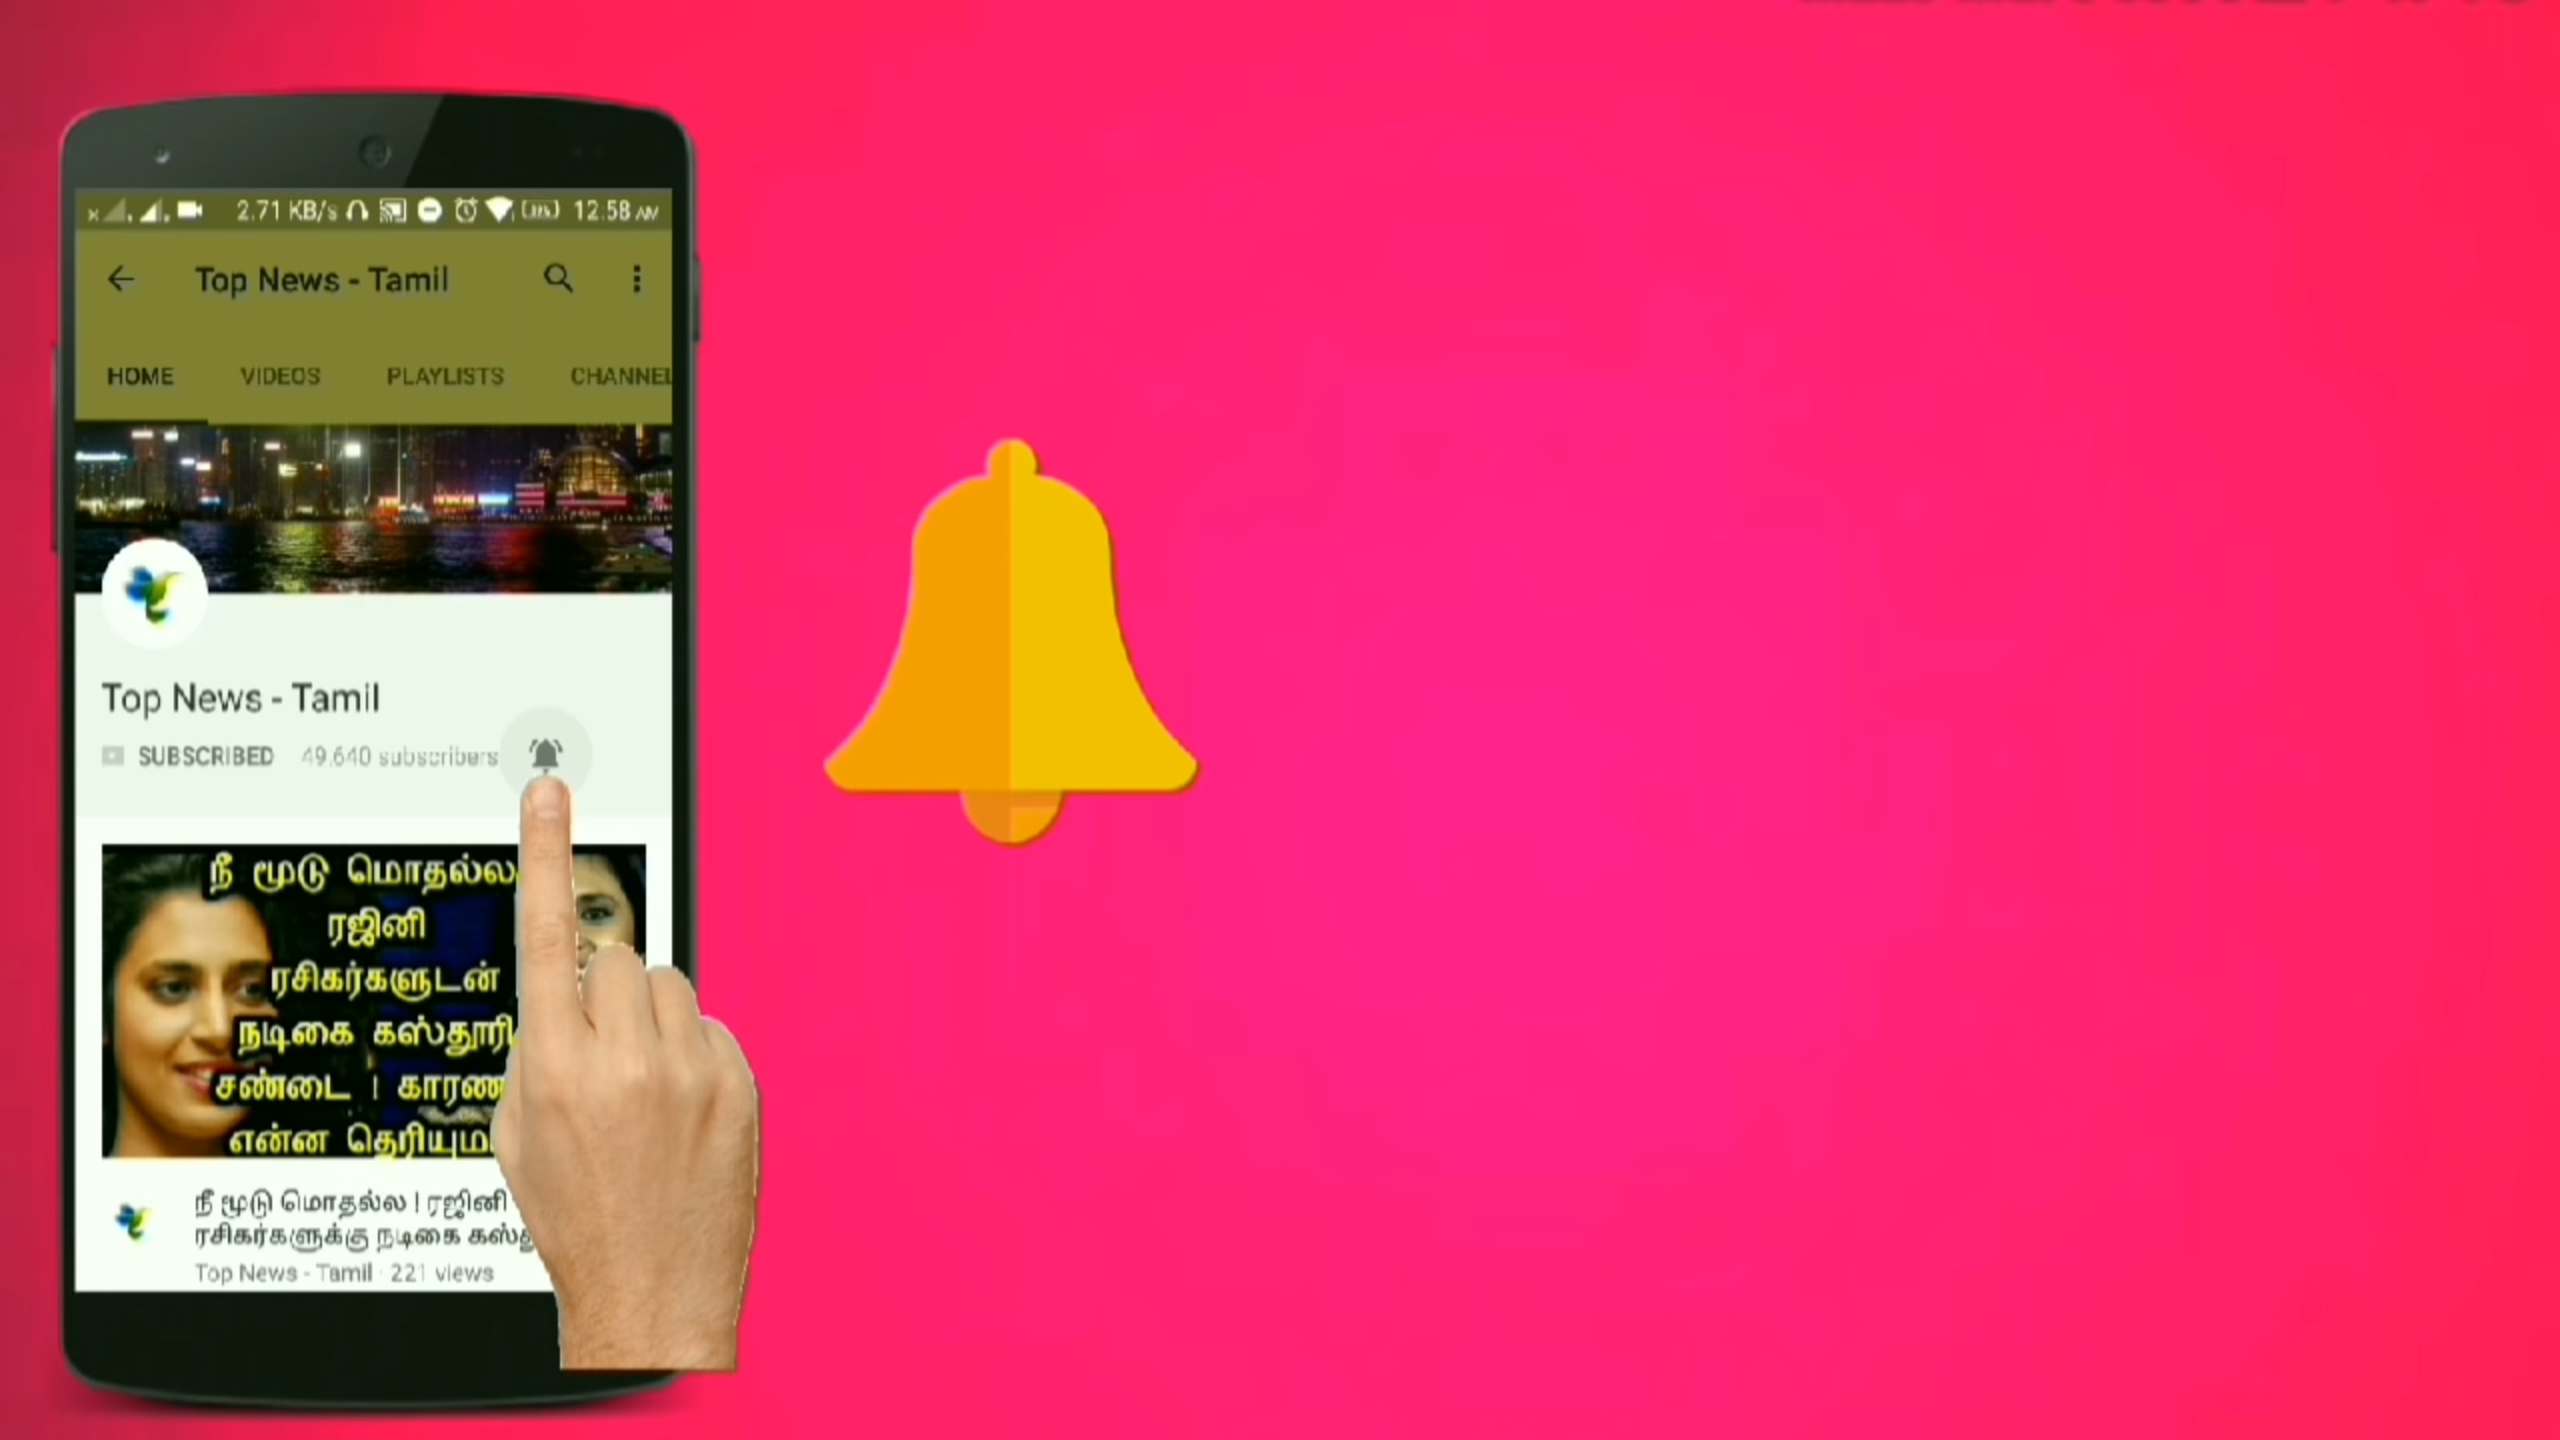 2.71 KB/s 12.58 AM
Top News - Tamil
HOME VIDEOS PLAYLISTS CHANNEL
Top News - Tamil
SUBSCRIBED 49,640 subscribers
நீ மூடு மொதல்ல
ரஜினி
ரசிகர்களுடன்
நடிகை கஸ்தூரி
சண்டை | காரண
என்ன தெரியுமா
நீ மூடு மொதல்ல | ரஜினி
ரசிகர்களுக்கு நடிகை
Top News - Tamil · 221 views